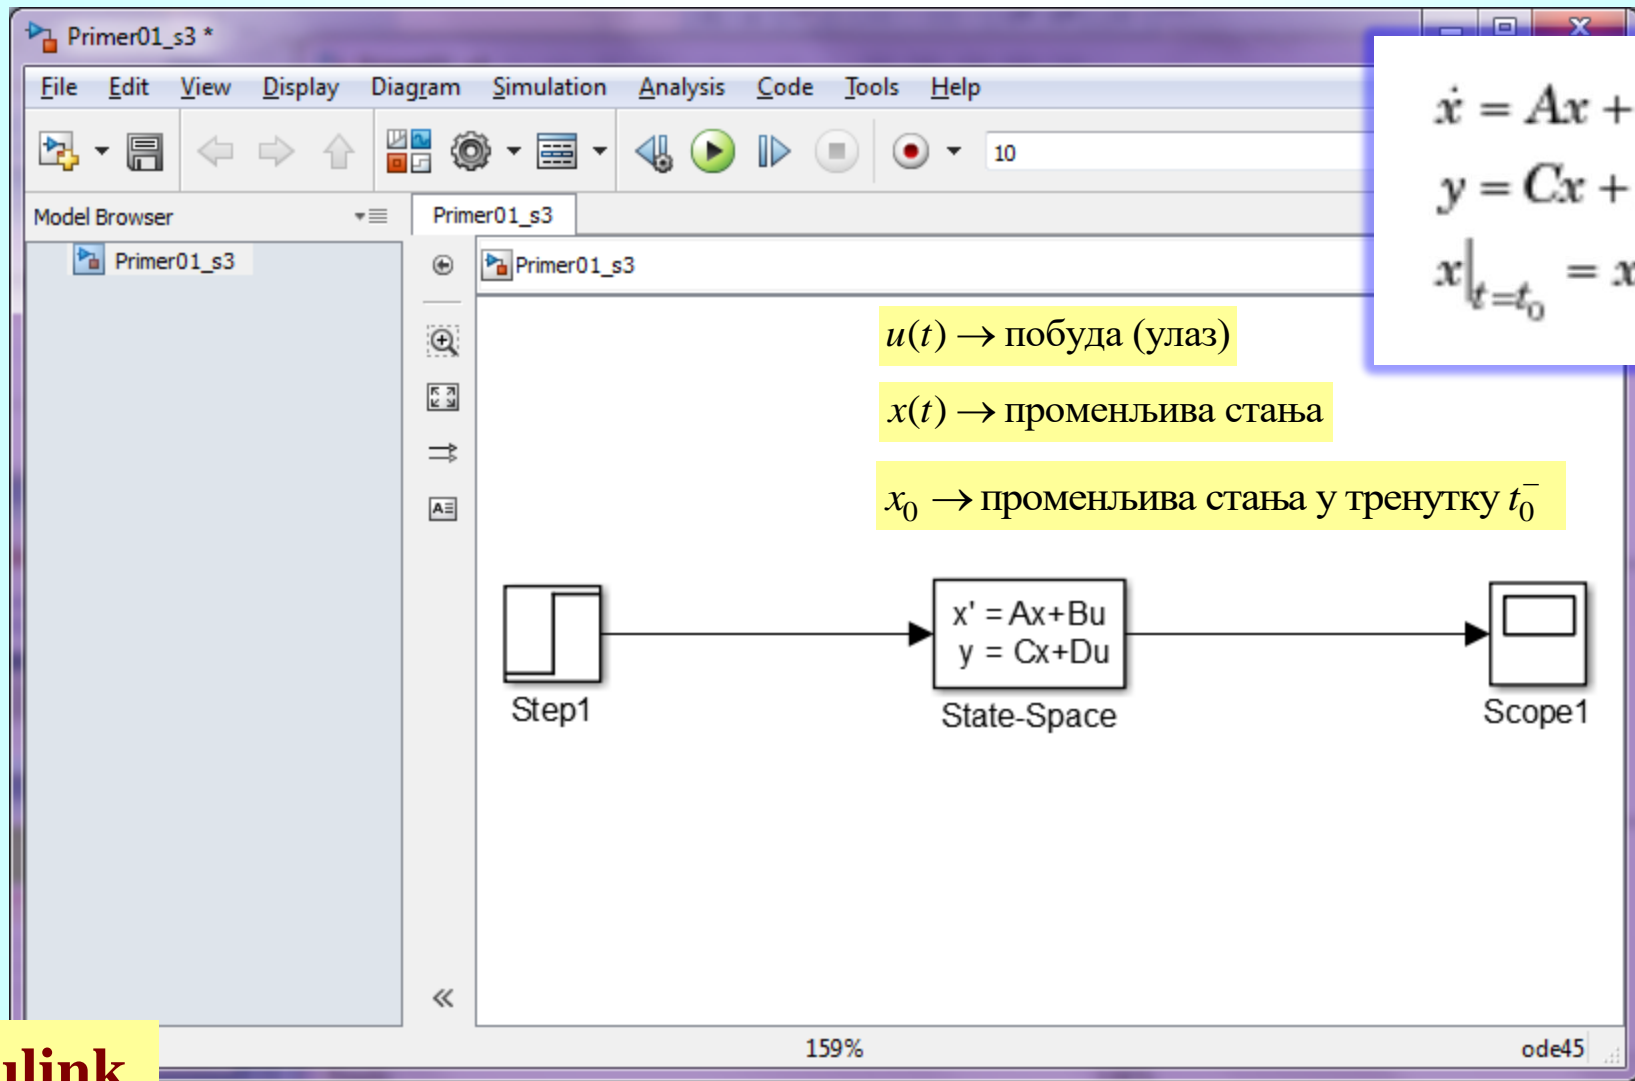 Primer01_s3 *
File Edit View Display Diagram Simulation Analysis Code Tools Help
10
Model Browser
Primer01_s3
Primer01_s3
Primer01_s3
ẋ = Ax +
y = Cx +
x|t=t₀ = x
u(t) → побуда (улаз)
x(t) → променљива стања
x₀ → променљива стања у тренутку t₀⁻
x' = Ax+Bu
y = Cx+Du
Step1
State-Space
Scope1
159%
ode45
ulink